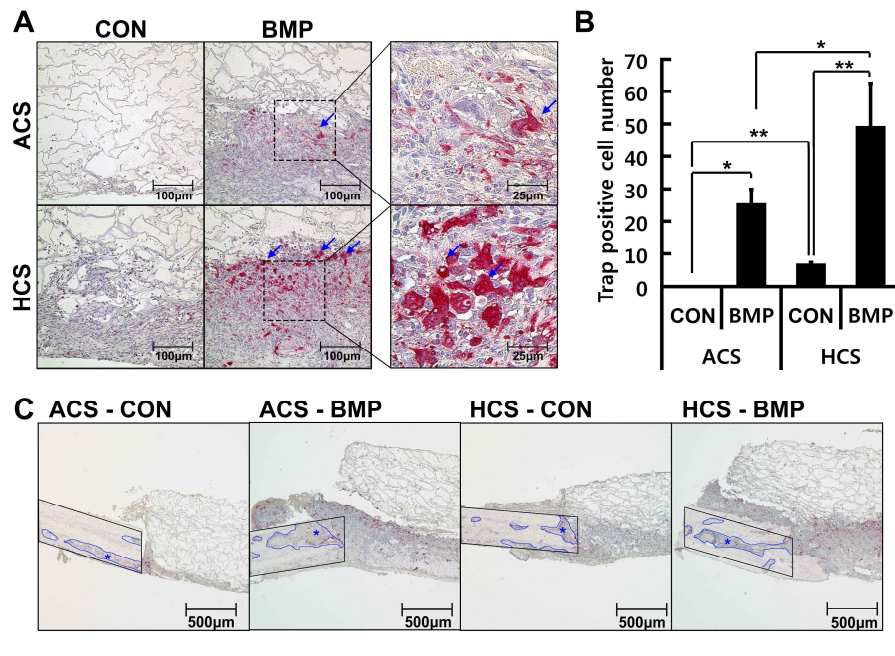 A
CON
BMP
ACS
100μm
100μm
25μm
HCS
100μm
100μm
25μm
B
Trap positive cell number
70
60
50
40
30
20
10
0
*
**
**
*
CON
BMP
CON
BMP
ACS
HCS
C
ACS - CON
ACS - BMP
HCS - CON
HCS - BMP
*
*
*
*
500μm
500μm
500μm
500μm